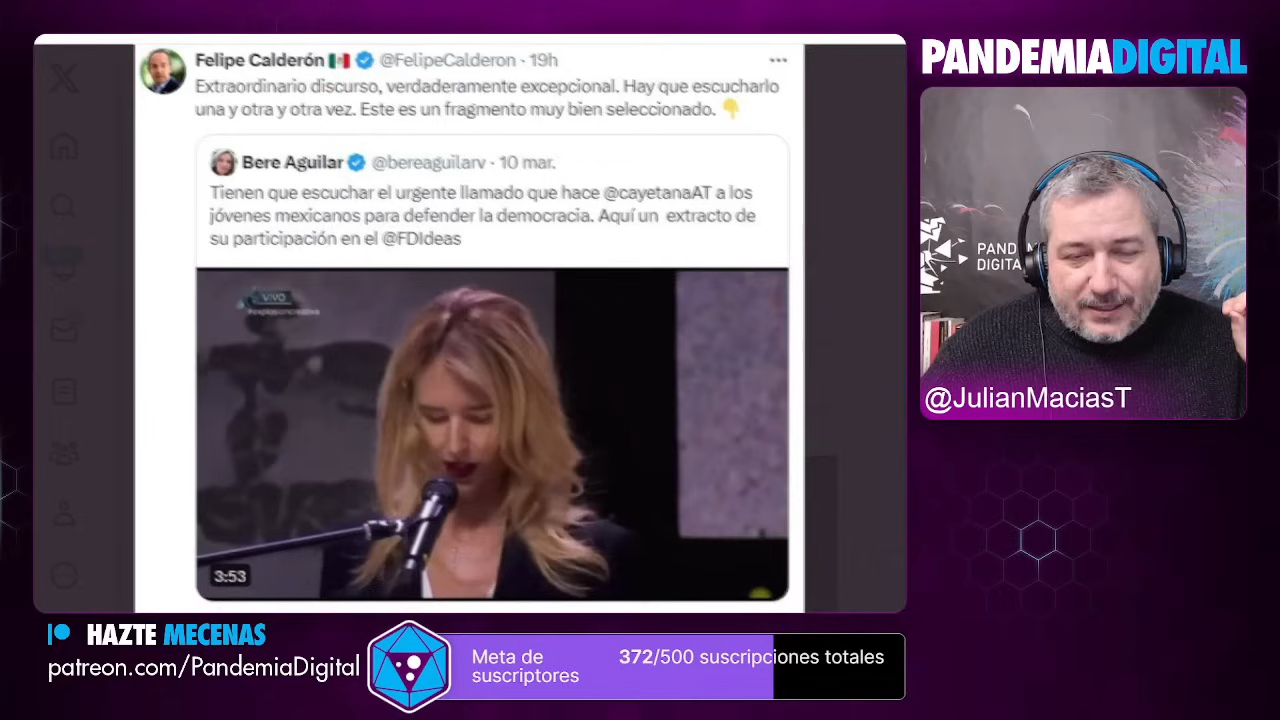 Felipe Calderón @FelipeCalderon · 19h
Extraordinario discurso, verdaderamente excepcional. Hay que escucharlo
una y otra y otra vez. Este es un fragmento muy bien seleccionado.
Bere Aguilar @bereaguilarv · 10 mar.
Tienen que escuchar el urgente llamado que hace @cayetanaAT a los
jóvenes mexicanos para defender la democracia. Aquí un extracto de
su participación en el @FDIdeas
VIVO
3:53
PANDEMIADIGITAL
PAND M
DIGITA
@JulianMaciasT
HAZTE MECENAS
patreon.com/PandemiaDigital
Meta de
suscriptores
372/500 suscripciones totales